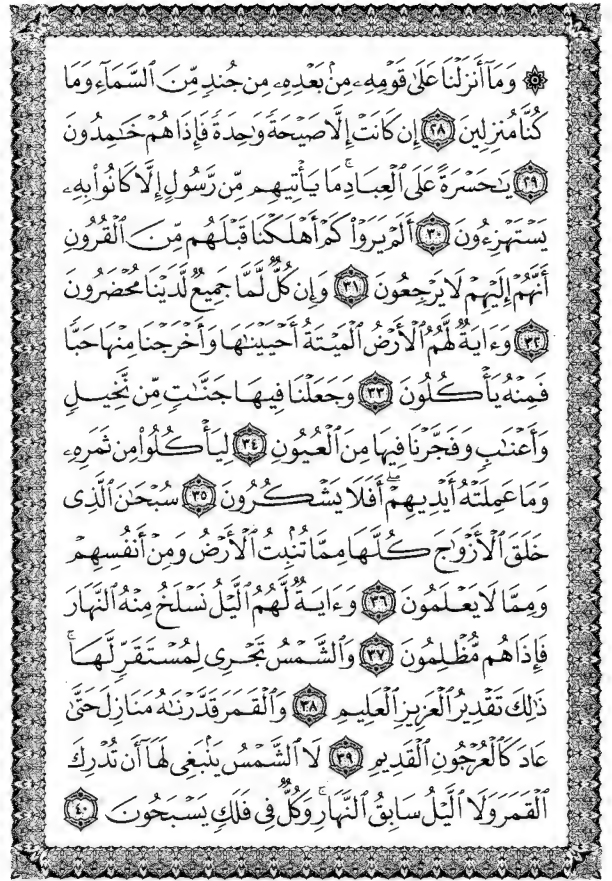 ۞ وَمَآ أَنزَلْنَا عَلَىٰ قَوْمِهِۦ مِنۢ بَعْدِهِۦ مِن جُندٍ مِّنَ ٱلسَّمَآءِ وَمَا
كُنَّا مُنزِلِينَ ٢٨ إِن كَانَتْ إِلَّا صَيْحَةً وَٰحِدَةً فَإِذَا هُمْ خَٰمِدُونَ
٢٩ يَٰحَسْرَةً عَلَى ٱلْعِبَادِ ۚ مَا يَأْتِيهِم مِّن رَّسُولٍ إِلَّا كَانُوا۟ بِهِۦ
يَسْتَهْزِءُونَ ٣٠ أَلَمْ يَرَوْا۟ كَمْ أَهْلَكْنَا قَبْلَهُم مِّنَ ٱلْقُرُونِ
أَنَّهُمْ إِلَيْهِمْ لَا يَرْجِعُونَ ٣١ وَإِن كُلٌّ لَّمَّا جَمِيعٌ لَّدَيْنَا مُحْضَرُونَ
٣٢ وَءَايَةٌ لَّهُمُ ٱلْأَرْضُ ٱلْمَيْتَةُ أَحْيَيْنَٰهَا وَأَخْرَجْنَا مِنْهَا حَبًّا
فَمِنْهُ يَأْكُلُونَ ٣٣ وَجَعَلْنَا فِيهَا جَنَّٰتٍ مِّن نَّخِيلٍ
وَأَعْنَٰبٍ وَفَجَّرْنَا فِيهَا مِنَ ٱلْعُيُونِ ٣٤ لِيَأْكُلُوا۟ مِن ثَمَرِهِۦ
وَمَا عَمِلَتْهُ أَيْدِيهِمْ ۖ أَفَلَا يَشْكُرُونَ ٣٥ سُبْحَٰنَ ٱلَّذِى
خَلَقَ ٱلْأَزْوَٰجَ كُلَّهَا مِمَّا تُنۢبِتُ ٱلْأَرْضُ وَمِنْ أَنفُسِهِمْ
وَمِمَّا لَا يَعْلَمُونَ ٣٦ وَءَايَةٌ لَّهُمُ ٱلَّيْلُ نَسْلَخُ مِنْهُ ٱلنَّهَارَ
فَإِذَا هُم مُّظْلِمُونَ ٣٧ وَٱلشَّمْسُ تَجْرِى لِمُسْتَقَرٍّ لَّهَا ۚ
ذَٰلِكَ تَقْدِيرُ ٱلْعَزِيزِ ٱلْعَلِيمِ ٣٨ وَٱلْقَمَرَ قَدَّرْنَٰهُ مَنَازِلَ حَتَّىٰ
عَادَ كَٱلْعُرْجُونِ ٱلْقَدِيمِ ٣٩ لَا ٱلشَّمْسُ يَنۢبَغِى لَهَآ أَن تُدْرِكَ
ٱلْقَمَرَ وَلَا ٱلَّيْلُ سَابِقُ ٱلنَّهَارِ ۚ وَكُلٌّ فِى فَلَكٍ يَسْبَحُونَ ٤٠